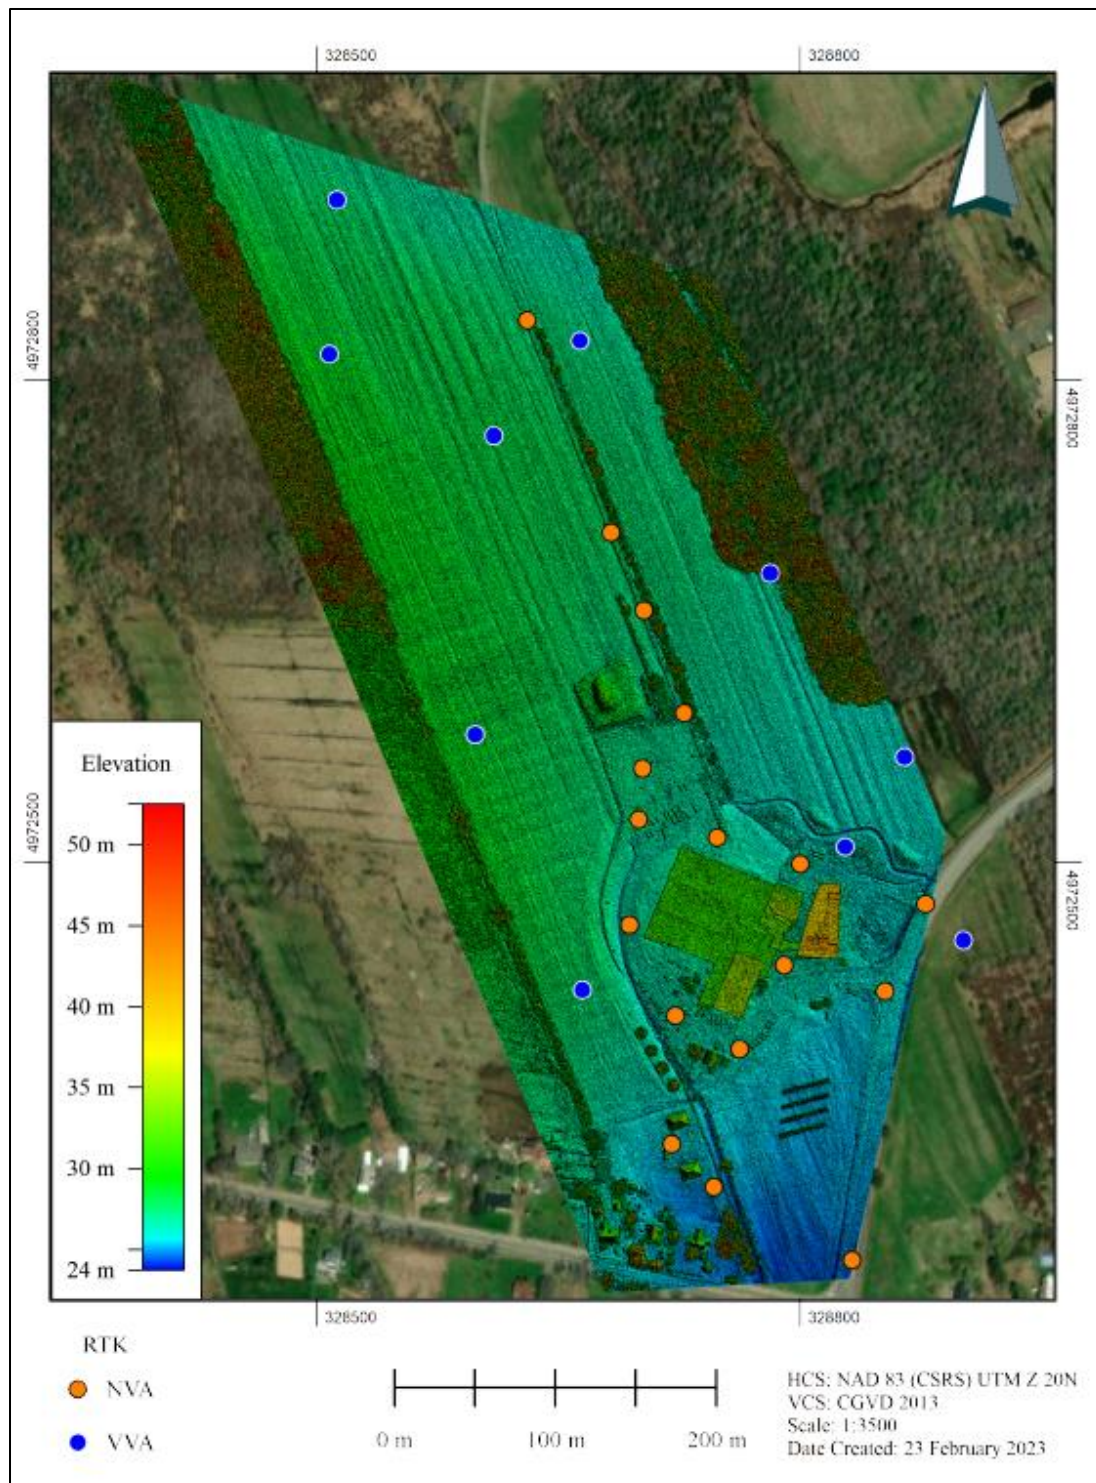 328500 328800
4972800
4972800
Elevation
50 m
45 m
40 m
35 m
30 m
24 m
4972500
4972500
328500 328800
RTK
NVA
VVA
0 m 100 m 200 m
HCS: NAD 83 (CSRS) UTM Z 20N
VCS: CGVD 2013
Scale: 1:3500
Date Created: 23 February 2023